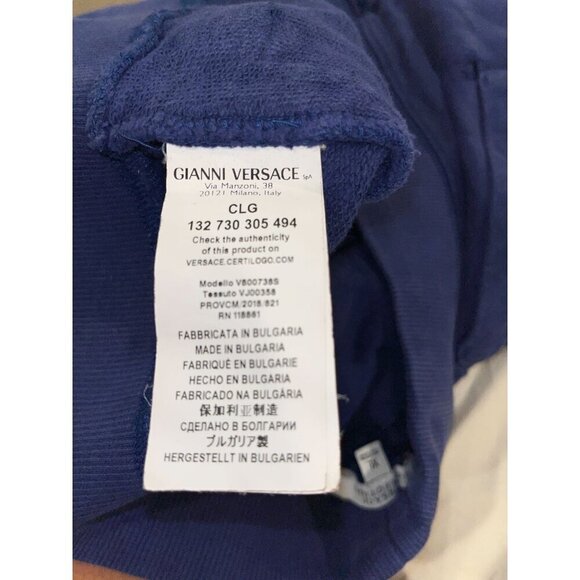 GIANNI VERSACE SpA
Via Manzoni, 38
20121 Milano, Italy
CLG
132 730 305 494
Check the authenticity
of this product on
VERSACE.CERTILOGO.COM
Modello V800738S
Tessuto VJ00358
PROVCM/2018/821
RN 118861
FABBRICATA IN BULGARIA
MADE IN BULGARIA
FABRIQUÉ EN BULGARIE
HECHO EN BULGARIA
FABRICADO NA BULGÁRIA
保加利亚制造
СДЕЛАНО В БОЛГАРИИ
ブルガリア製
HERGESTELLT IN BULGARIEN